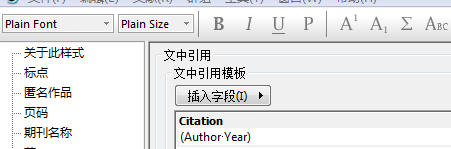 Plain Font Plain Size B I U P A¹ A₁ Σ ABC
关于此样式
标点
匿名作品
页码
期刊名称
文中引用
文中引用模板
插入字段(I)
Citation
(Author·Year)